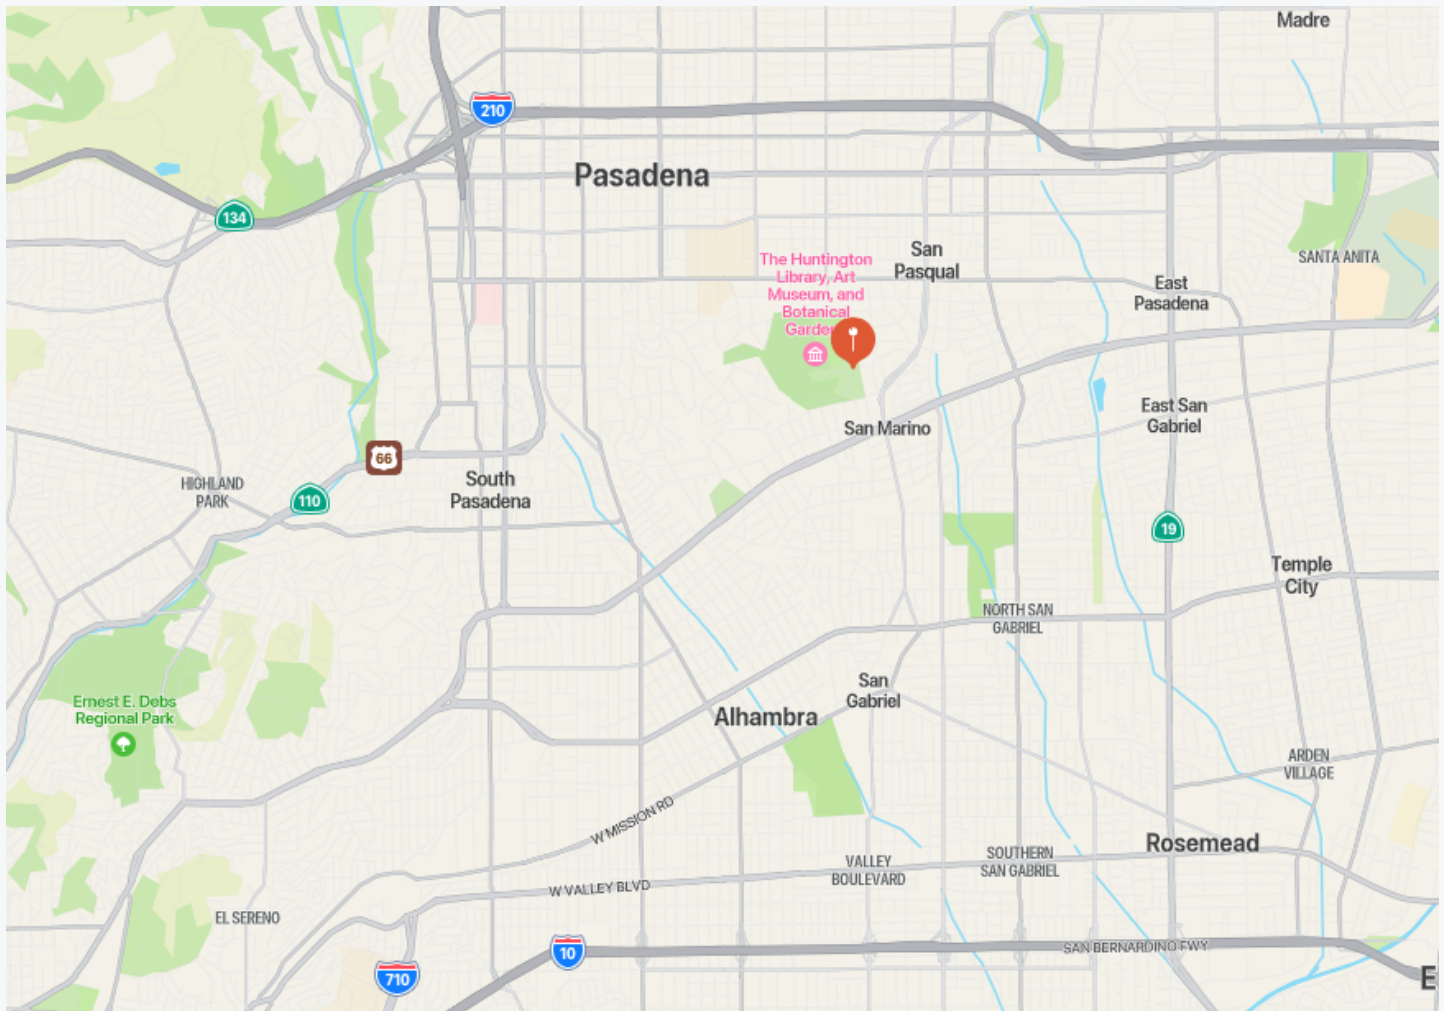 Madre
210
Pasadena
134
San
Pasqual
The Huntington
Library, Art
Museum, and
Botanical
SANTA ANITA
East
Pasadena
East San
Gabriel
San Marino
66
HIGHLAND
PARK
110
South
Pasadena
19
Temple
City
NORTH SAN
GABRIEL
Ernest E. Debs
Regional Park
San
Gabriel
Alhambra
ARDEN
VILLAGE
W MISSION RD
Rosemead
VALLEY
BOULEVARD
SOUTHERN
SAN GABRIEL
W VALLEY BLVD
EL SERENO
10
SAN BERNARDINO FWY
710
E